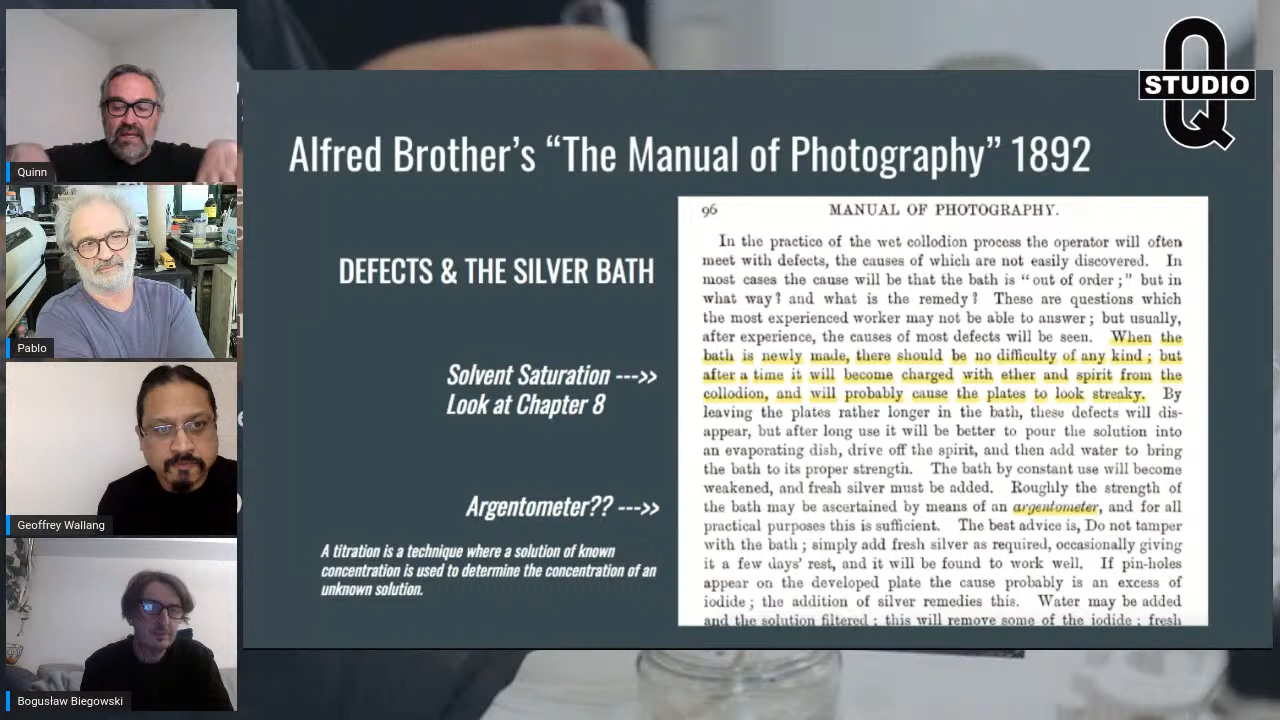 STUDIO
Q
Alfred Brother's “The Manual of Photography” 1892
DEFECTS & THE SILVER BATH
Solvent Saturation --->>
Look at Chapter 8
Argentometer?? --->>
A titration is a technique where a solution of known
concentration is used to determine the concentration of an
unknown solution.
96 MANUAL OF PHOTOGRAPHY.
In the practice of the wet collodion process the operator will often
meet with defects, the causes of which are not easily discovered. In
most cases the cause will be that the bath is “out of order;” but in
what way? and what is the remedy? These are questions which
the most experienced worker may not be able to answer; but usually,
after experience, the causes of most defects will be seen. When the
bath is newly made, there should be no difficulty of any kind; but
after a time it will become charged with ether and spirit from the
collodion, and will probably cause the plates to look streaky. By
leaving the plates rather longer in the bath, these defects will dis-
appear, but after long use it will be better to pour the solution into
an evaporating dish, drive off the spirit, and then add water to bring
the bath to its proper strength. The bath by constant use will become
weakened, and fresh silver must be added. Roughly the strength of
the bath may be ascertained by means of an argentometer, and for all
practical purposes this is sufficient. The best advice is, Do not tamper
with the bath; simply add fresh silver as required, occasionally giving
it a few days' rest, and it will be found to work well. If pin-holes
appear on the developed plate the cause probably is an excess of
iodide; the addition of silver remedies this. Water may be added
and the solution filtered; this will remove some of the iodide; fresh
Quinn
Pablo
Geoffrey Wallang
Bogusław Biegowski